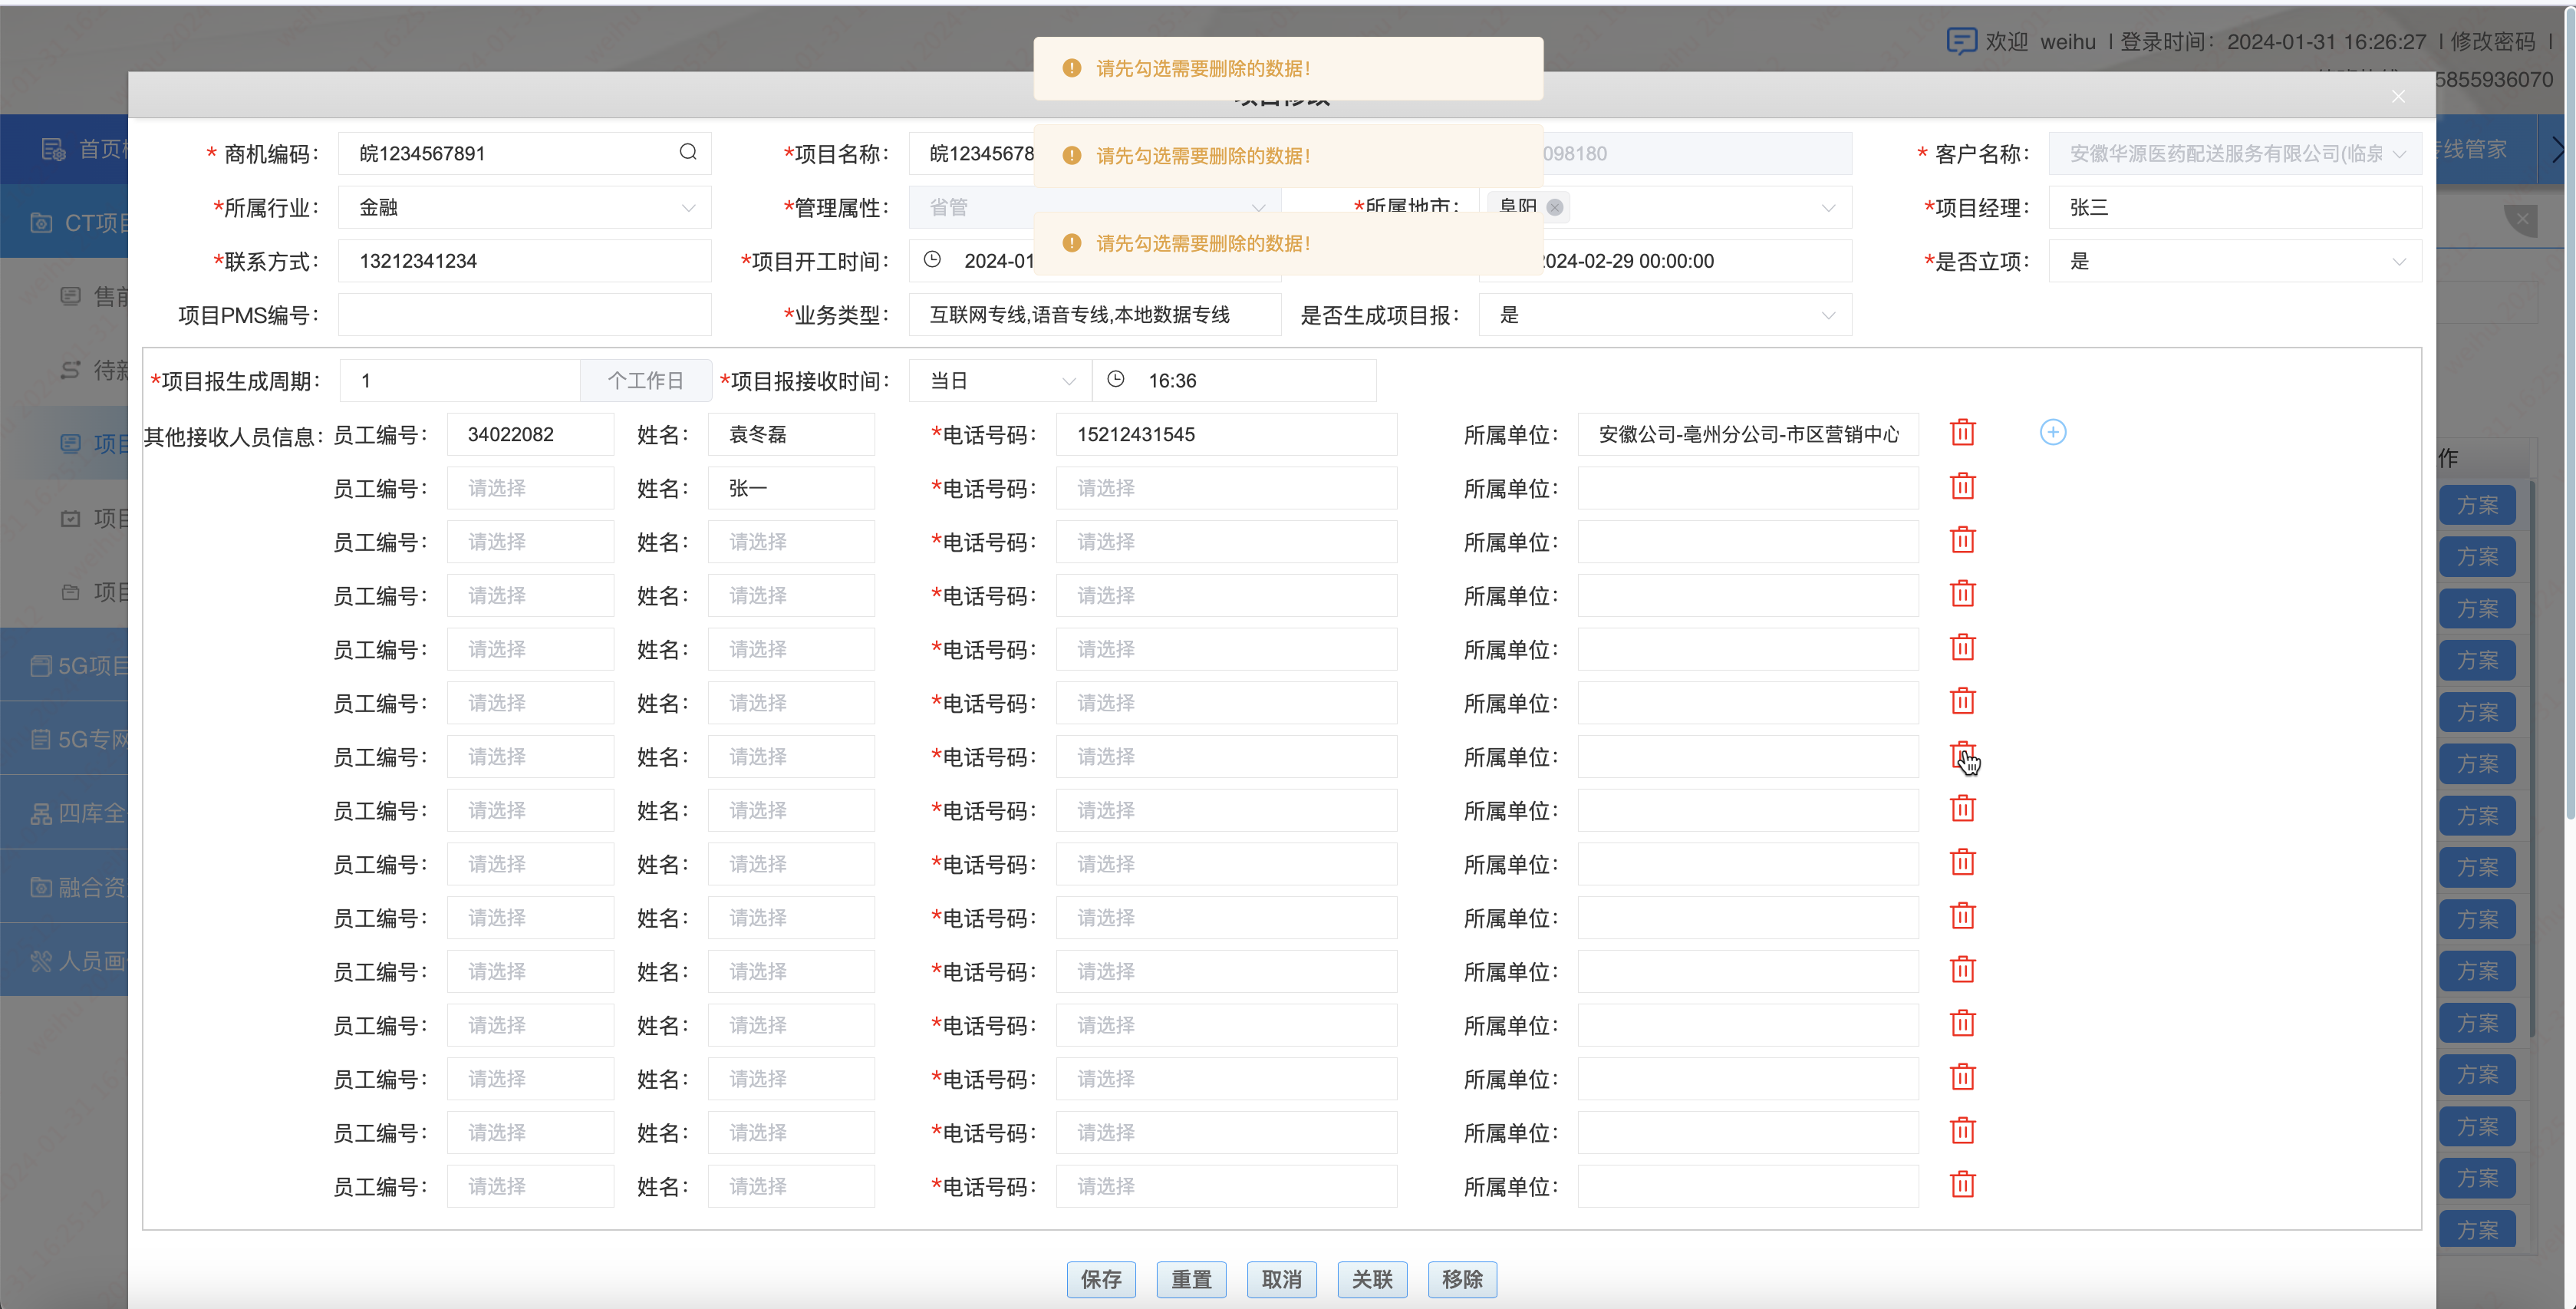 欢迎 weihu | 登录时间：2024-01-31 16:26:27 | 修改密码 |
请先勾选需要删除的数据！
5855936070
项目修改
首页
* 商机编码： 皖1234567891
*项目名称： 皖12345678
请先勾选需要删除的数据！
098180
* 客户名称： 安徽华源医药配送服务有限公司(临泉
专线管家
*所属行业： 金融
*管理属性： 省管
*所属地市： 阜阳
*项目经理： 张三
CT项目
*联系方式： 13212341234
*项目开工时间： 2024-01
请先勾选需要删除的数据！
2024-02-29 00:00:00
*是否立项： 是
售前
项目PMS编号：
*业务类型： 互联网专线,语音专线,本地数据专线
是否生成项目报： 是
待新
*项目报生成周期： 1 个工作日
*项目报接收时间： 当日 16:36
其他接收人员信息： 员工编号： 34022082 姓名： 袁冬磊 *电话号码： 15212431545 所属单位： 安徽公司-亳州分公司-市区营销中心
项目
作
员工编号： 请选择 姓名： 张一 *电话号码： 请选择 所属单位：
方案
项目
员工编号： 请选择 姓名： 请选择 *电话号码： 请选择 所属单位：
方案
项目
员工编号： 请选择 姓名： 请选择 *电话号码： 请选择 所属单位：
方案
5G项目
员工编号： 请选择 姓名： 请选择 *电话号码： 请选择 所属单位：
方案
员工编号： 请选择 姓名： 请选择 *电话号码： 请选择 所属单位：
方案
5G专网
员工编号： 请选择 姓名： 请选择 *电话号码： 请选择 所属单位：
方案
四库全
员工编号： 请选择 姓名： 请选择 *电话号码： 请选择 所属单位：
方案
融合资
员工编号： 请选择 姓名： 请选择 *电话号码： 请选择 所属单位：
方案
员工编号： 请选择 姓名： 请选择 *电话号码： 请选择 所属单位：
方案
人员画
员工编号： 请选择 姓名： 请选择 *电话号码： 请选择 所属单位：
方案
员工编号： 请选择 姓名： 请选择 *电话号码： 请选择 所属单位：
方案
员工编号： 请选择 姓名： 请选择 *电话号码： 请选择 所属单位：
方案
员工编号： 请选择 姓名： 请选择 *电话号码： 请选择 所属单位：
方案
员工编号： 请选择 姓名： 请选择 *电话号码： 请选择 所属单位：
方案
方案
保存 重置 取消 关联 移除